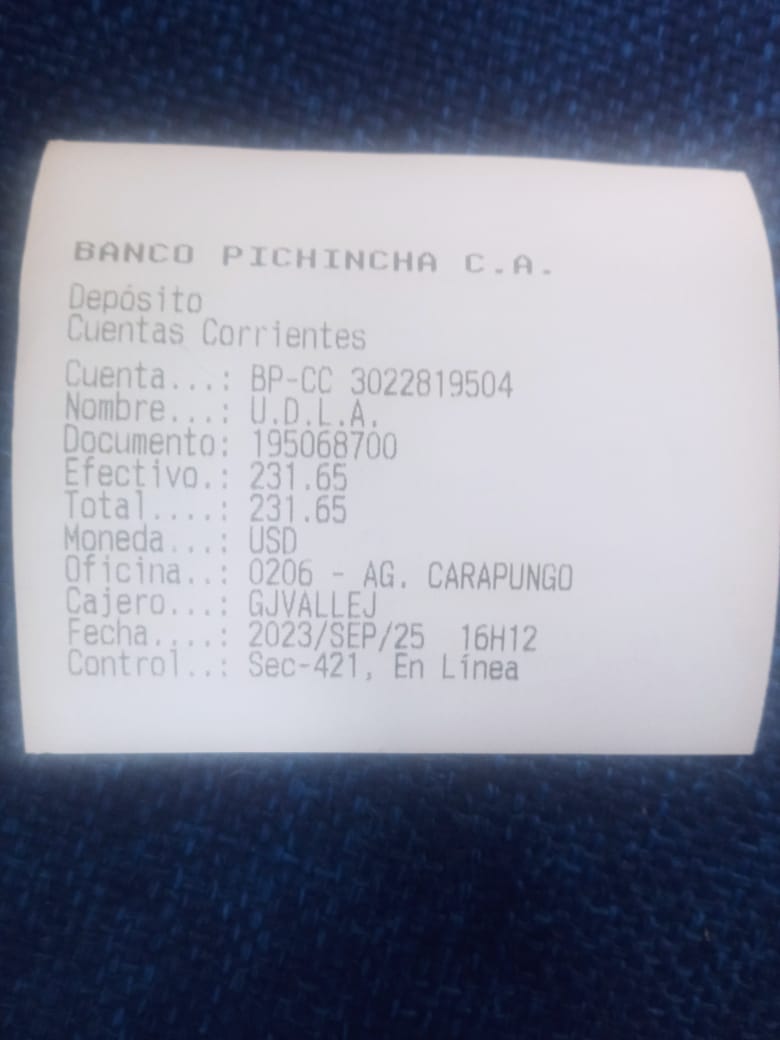 BANCO PICHINCHA C.A.
Depósito
Cuentas Corrientes
Cuenta...: BP-CC 3022819504
Nombre...: U.D.L.A.
Documento: 195068700
Efectivo.: 231.65
Total....: 231.65
Moneda...: USD
Oficina..: 0206 - AG. CARAPUNGO
Cajero...: GJVALLEJ
Fecha....: 2023/SEP/25 16H12
Control..: Sec-421, En Línea